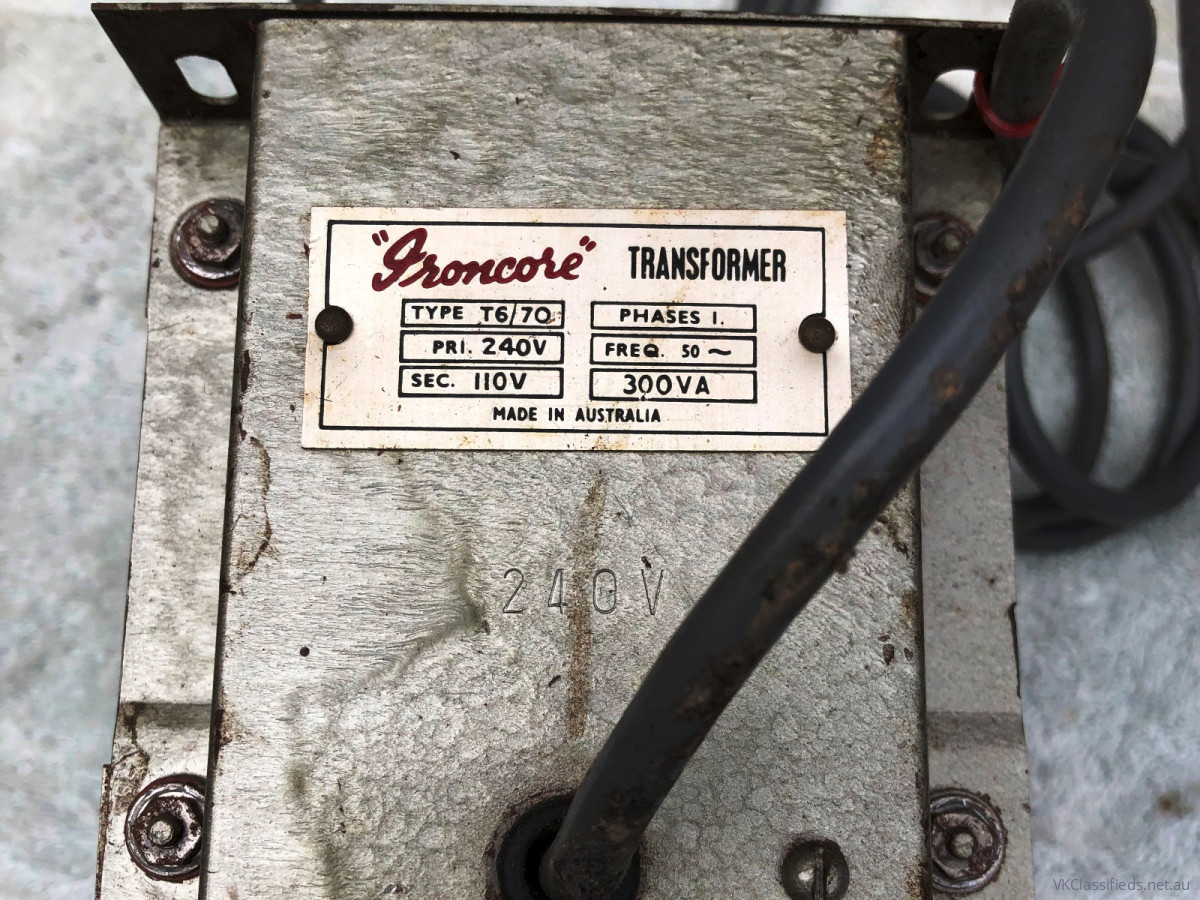 "Ironcore" TRANSFORMER
TYPE T6/70 PHASES 1.
PRI. 240V FREQ. 50 ~
SEC. 110V 300VA
MADE IN AUSTRALIA
240V
VKClassifieds.net.au